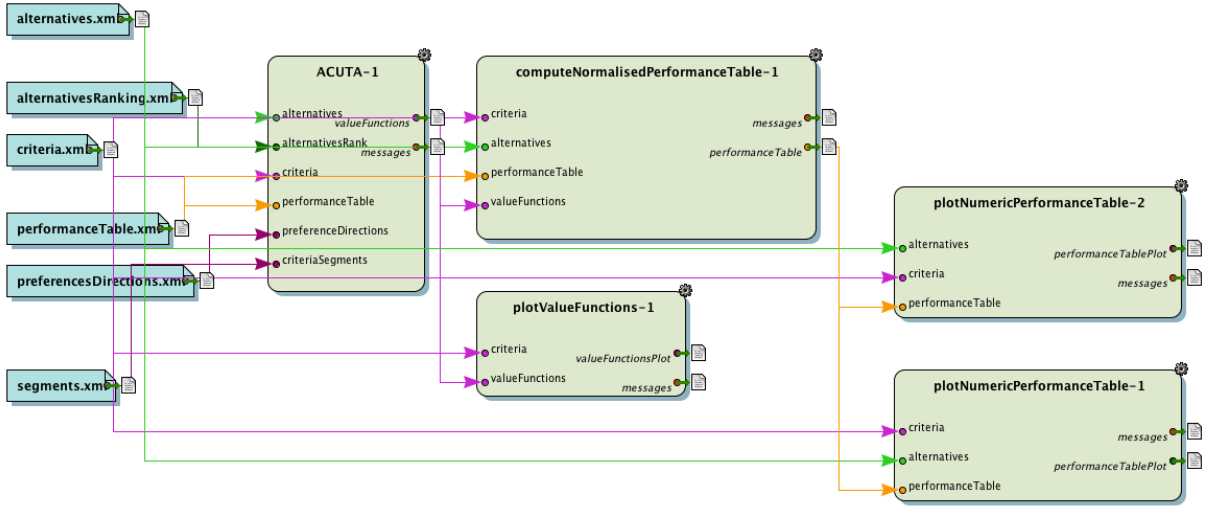 alternatives.xml
alternativesRanking.xml
criteria.xml
performanceTable.xml
preferencesDirections.xml
segments.xml
ACUTA-1
alternatives
valueFunctions
alternativesRank
messages
criteria
performanceTable
preferenceDirections
criteriaSegments
computeNormalisedPerformanceTable-1
criteria
messages
alternatives
performanceTable
performanceTable
valueFunctions
plotValueFunctions-1
criteria
valueFunctionsPlot
valueFunctions
messages
plotNumericPerformanceTable-2
alternatives
performanceTablePlot
criteria
messages
performanceTable
plotNumericPerformanceTable-1
criteria
messages
alternatives
performanceTablePlot
performanceTable